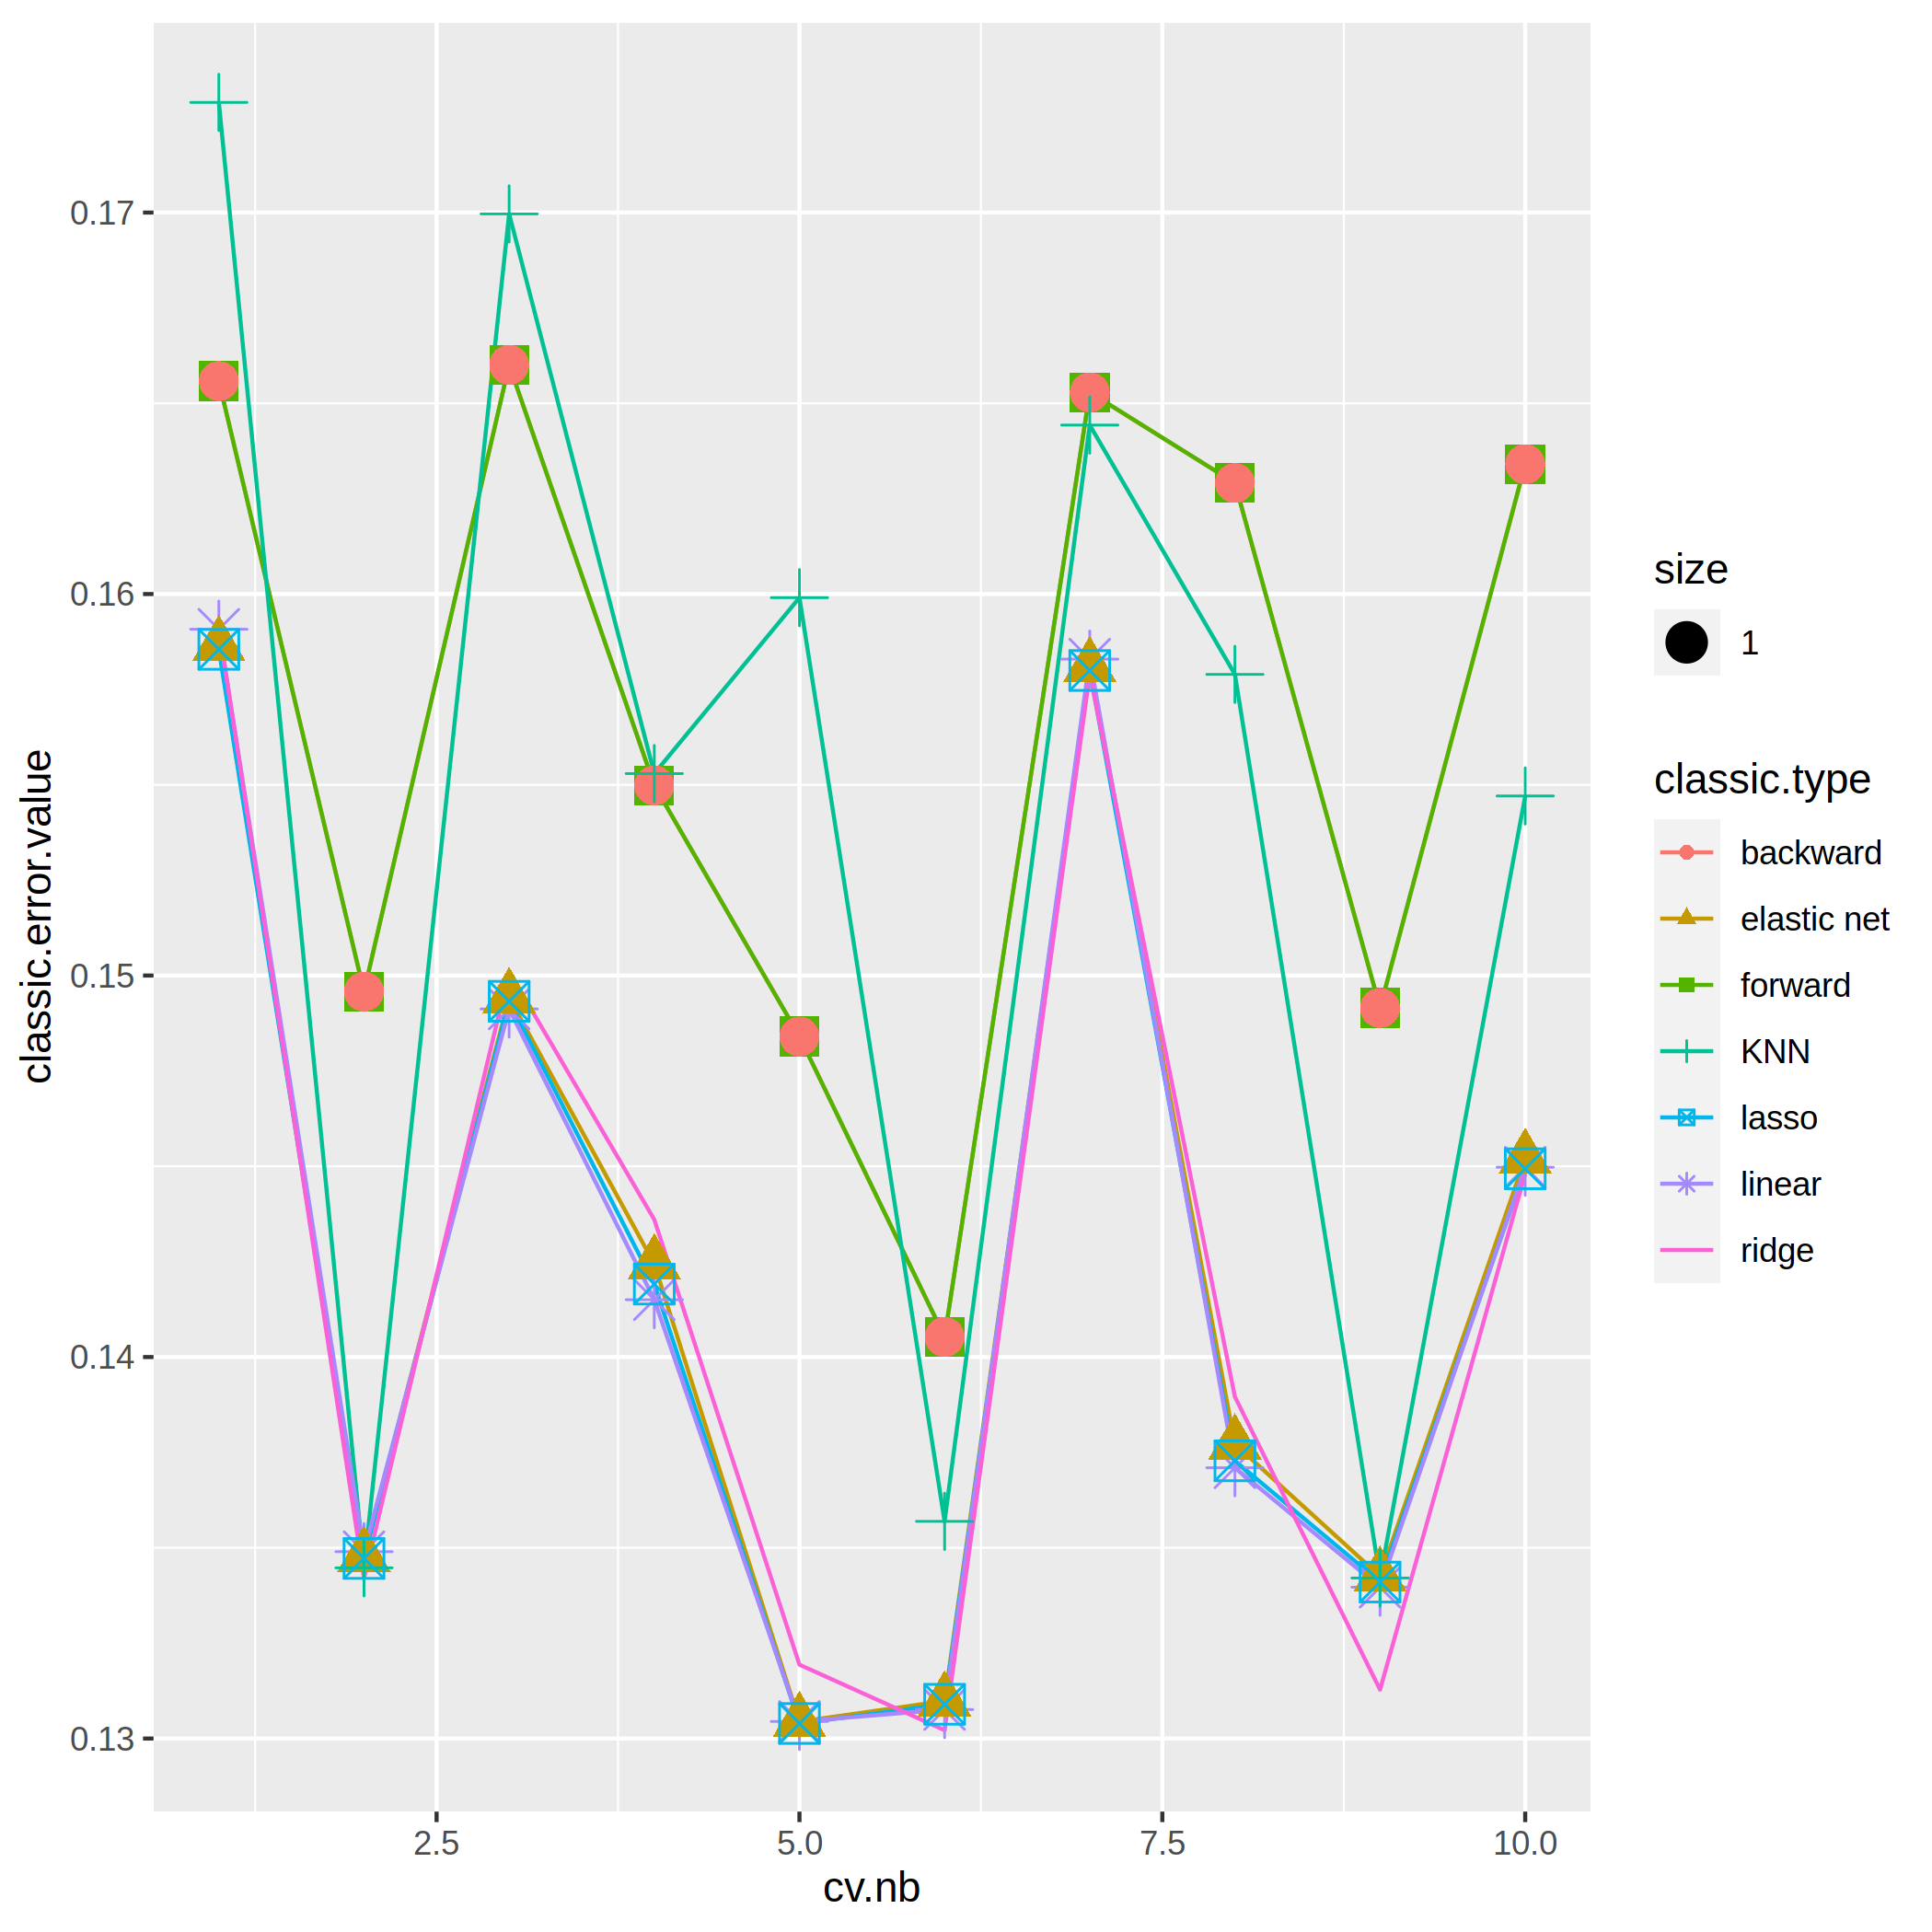 classic.error.value
0.17
0.16
0.15
0.14
0.13
2.5
5.0
7.5
10.0
cv.nb
size
1
classic.type
backward
elastic net
forward
KNN
lasso
linear
ridge